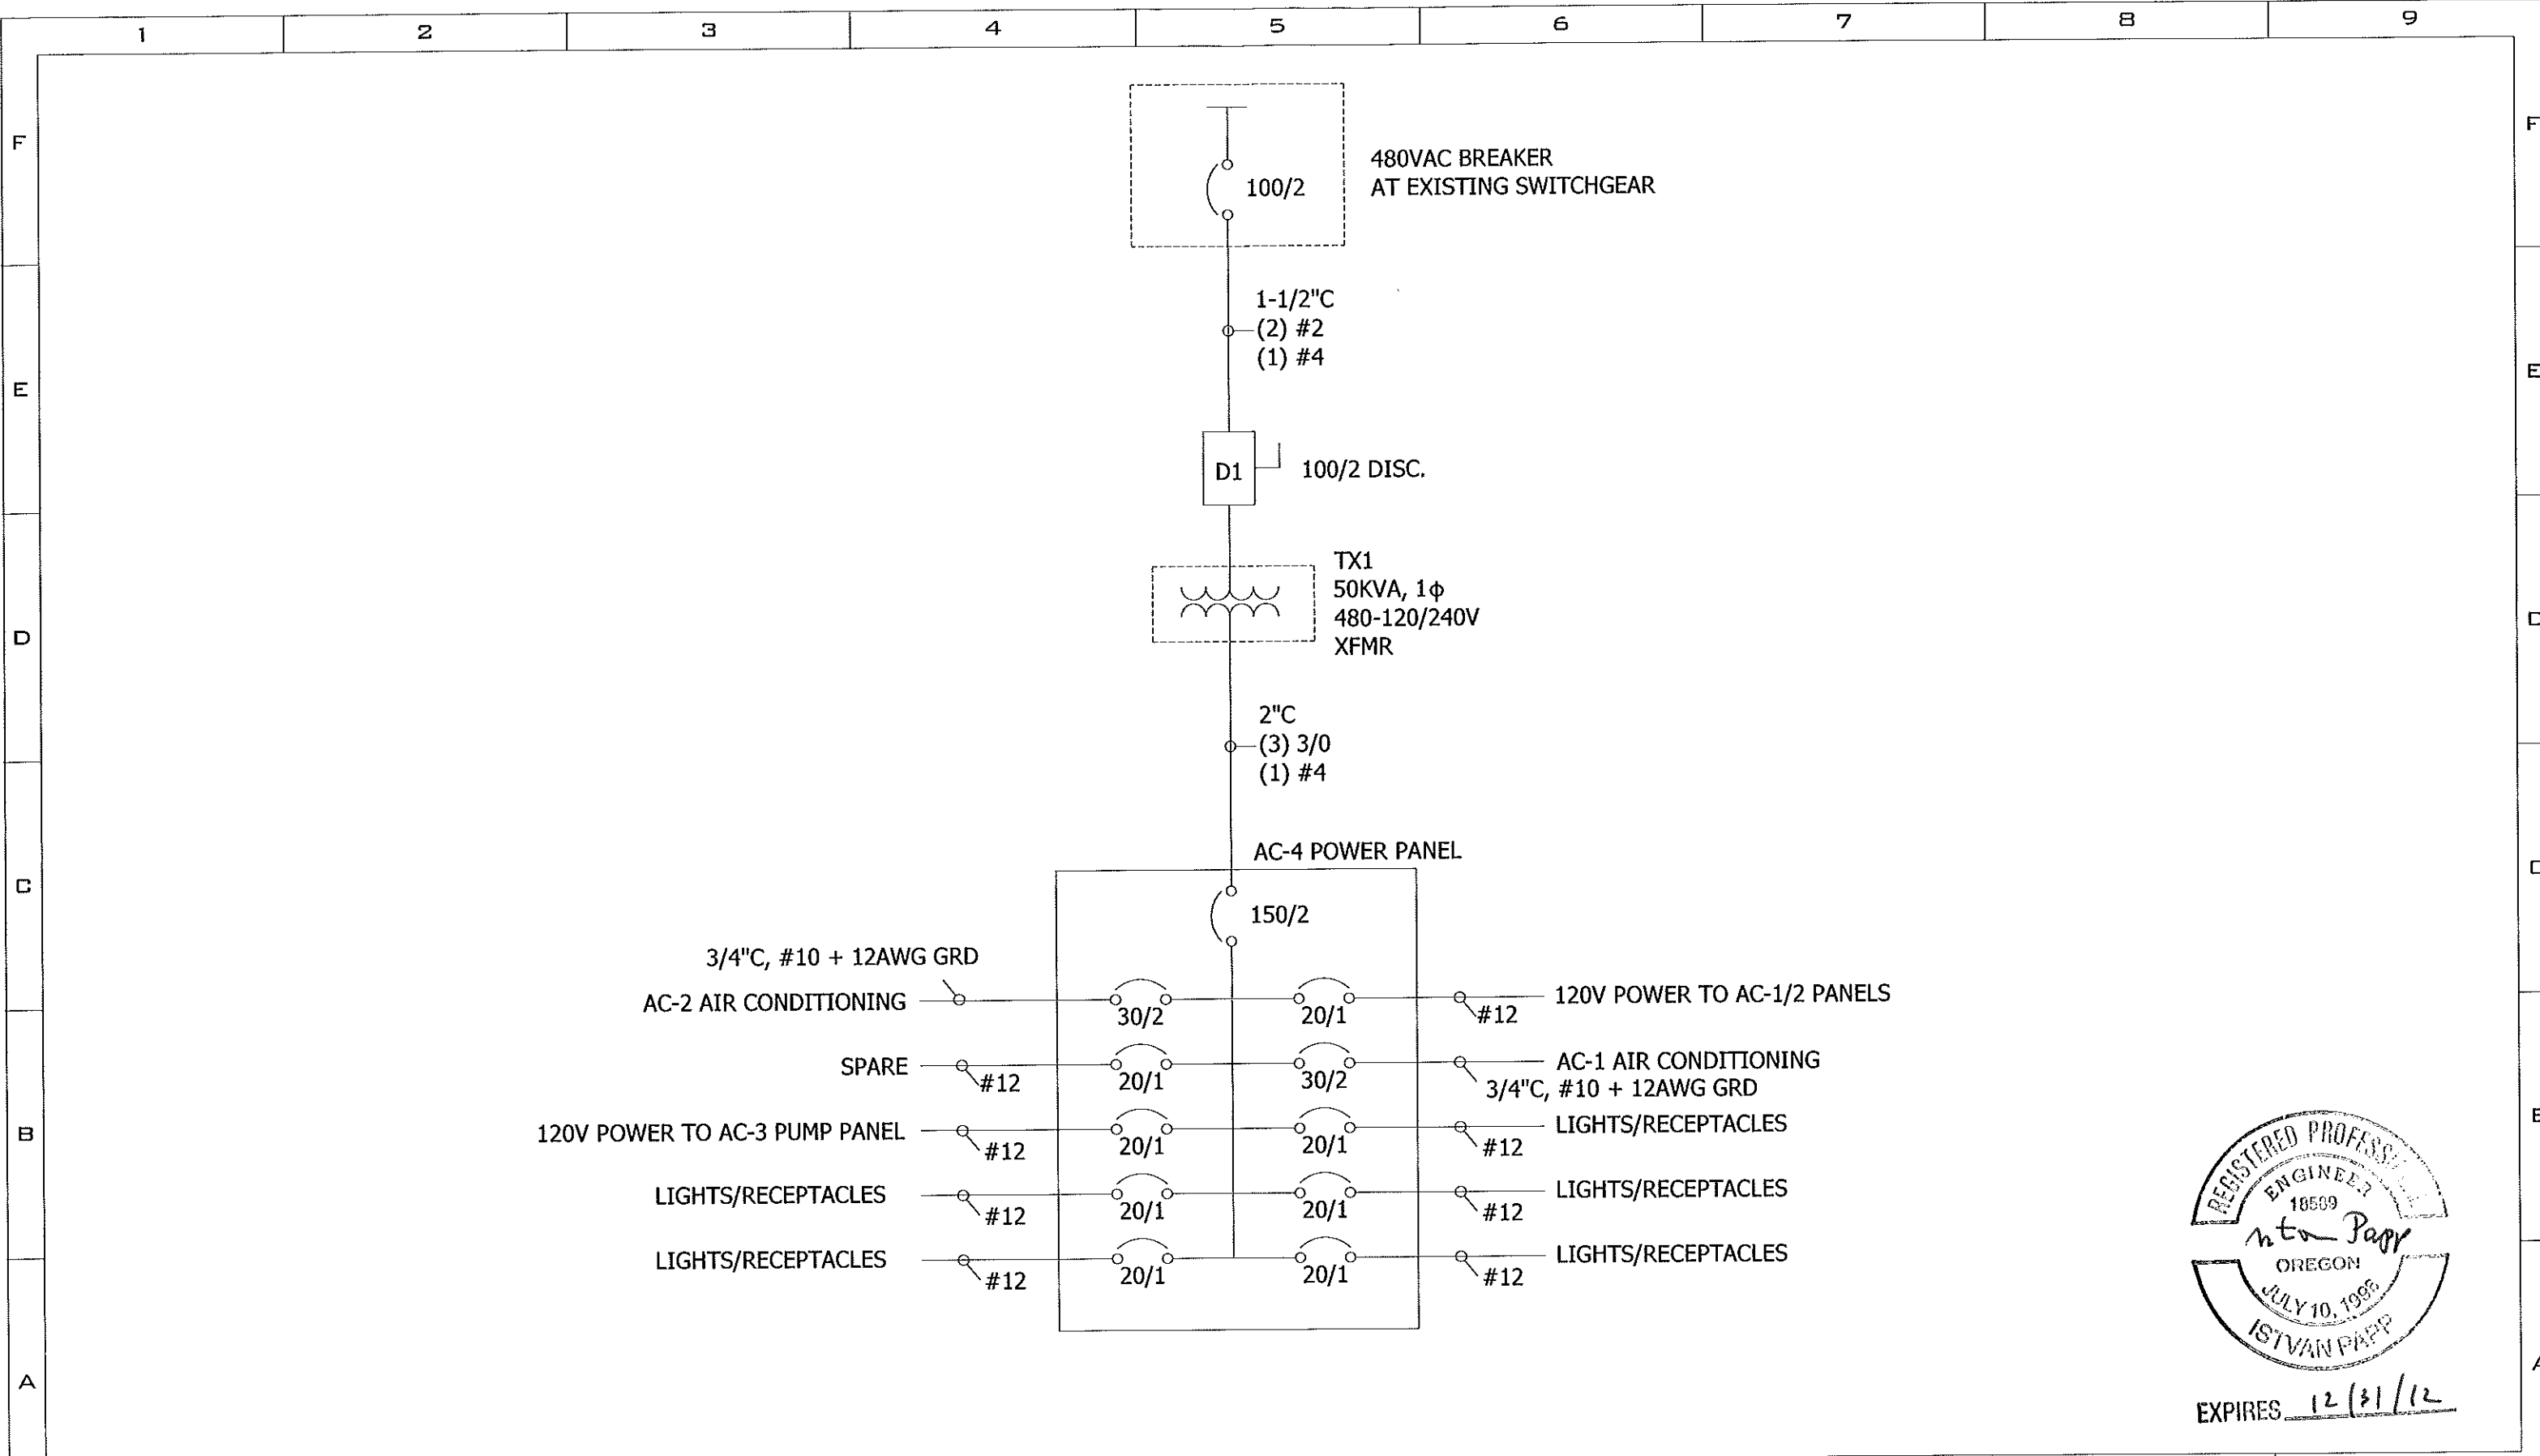 1 2 3 4 5 6 7 8 9
F
F
480VAC BREAKER
AT EXISTING SWITCHGEAR
100/2
1-1/2"C
(2) #2
(1) #4
E
E
D1
100/2 DISC.
TX1
50KVA, 1ϕ
480-120/240V
XFMR
D
2"C
(3) 3/0
(1) #4
AC-4 POWER PANEL
C
150/2
3/4"C, #10 + 12AWG GRD
AC-2 AIR CONDITIONING
30/2
20/1
#12
120V POWER TO AC-1/2 PANELS
SPARE
#12
20/1
30/2
AC-1 AIR CONDITIONING
3/4"C, #10 + 12AWG GRD
B
120V POWER TO AC-3 PUMP PANEL
#12
20/1
20/1
#12
LIGHTS/RECEPTACLES
LIGHTS/RECEPTACLES
#12
20/1
20/1
#12
LIGHTS/RECEPTACLES
LIGHTS/RECEPTACLES
#12
20/1
20/1
#12
LIGHTS/RECEPTACLES
A
REGISTERED
ENGINEER
Papp
OREGON
JULY 10, 1996
ISTVAN PAPP
EXPIRES 12/31/12